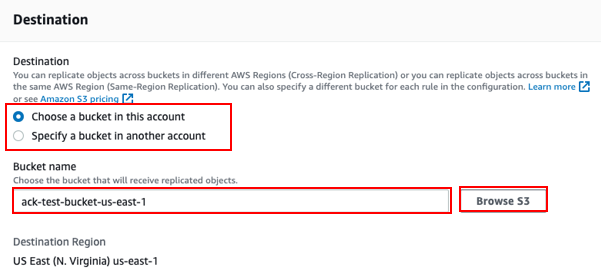 Destination
Destination
You can replicate objects across buckets in different AWS Regions (Cross-Region Replication) or you can replicate objects across buckets in
the same AWS Region (Same-Region Replication). You can also specify a different bucket for each rule in the configuration. Learn more
or see Amazon S3 pricing
Choose a bucket in this account
Specify a bucket in another account
Bucket name
Choose the bucket that will receive replicated objects.
ack-test-bucket-us-east-1 Browse S3
Destination Region
US East (N. Virginia) us-east-1